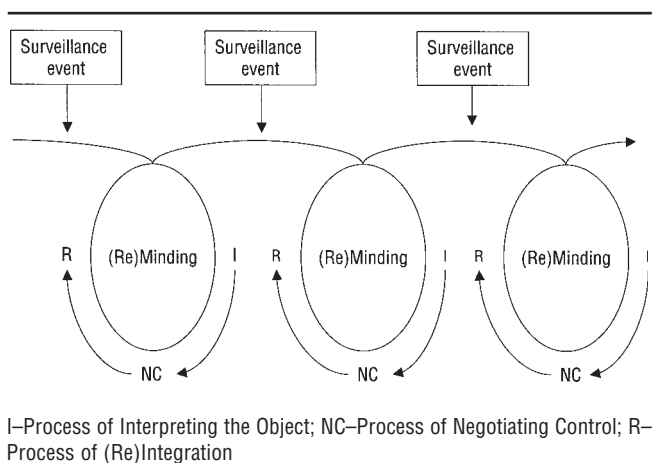 Surveillance
event
Surveillance
event
Surveillance
event
R (Re)Minding I
R (Re)Minding I
R (Re)Minding I
NC
NC
NC
I–Process of Interpreting the Object; NC–Process of Negotiating Control; R–
Process of (Re)Integration